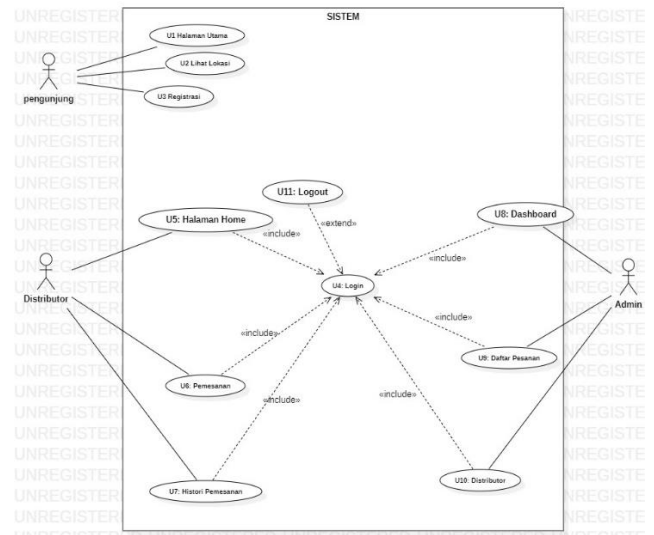 SISTEM
U1 Halaman Utama
U2 Lihat Lokasi
pengunjung
U3 Registrasi
U11: Logout
U5: Halaman Home
U8: Dashboard
«extend»
«include»
«include»
Distributor
U4: Login
Admin
«include»
«include»
U9: Daftar Pesanan
U6: Pemesanan
«include»
«include»
U7: Histori Pemesanan
U10: Distributor
UNREGISTERED